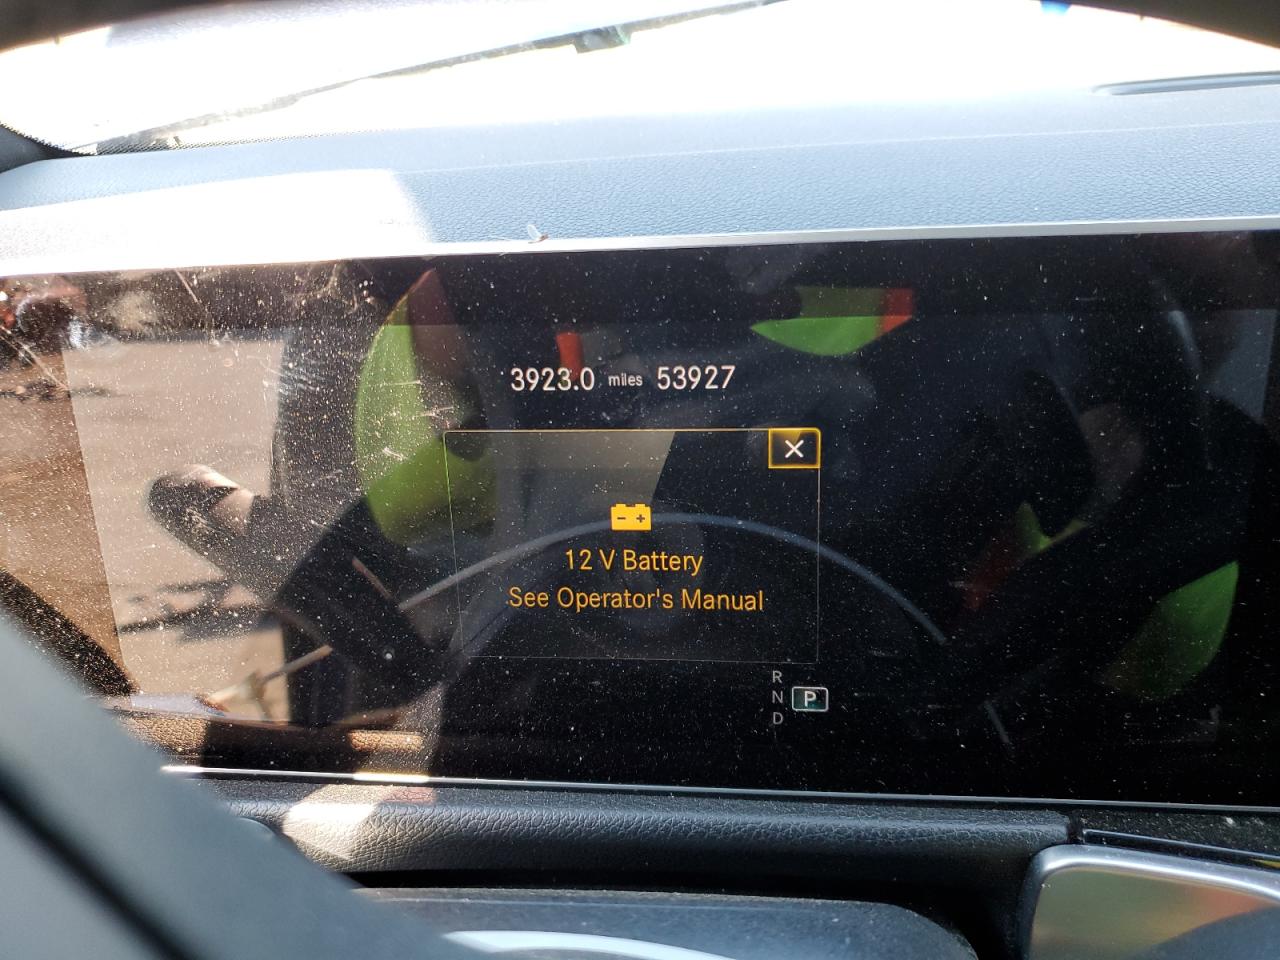 3923.0 miles 53927
12 V Battery
See Operator's Manual
R
N P
D